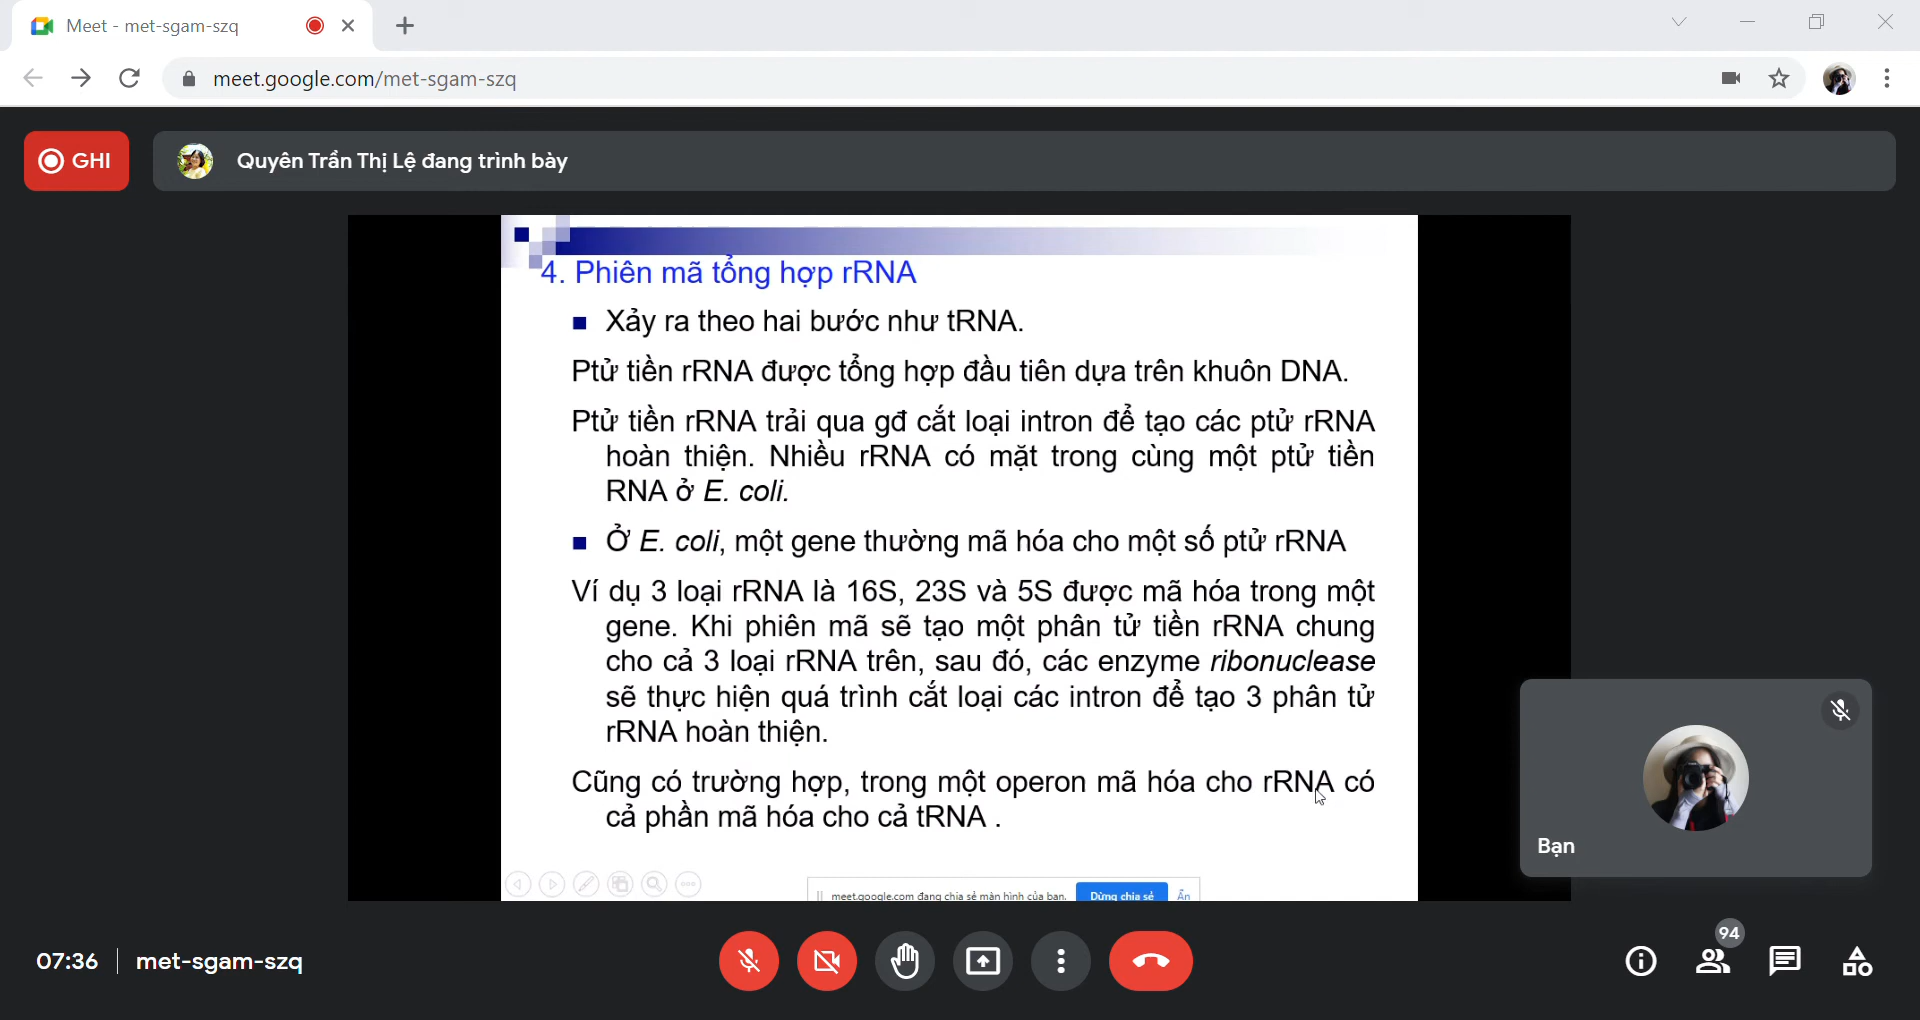 Meet - met-sgam-szq
meet.google.com/met-sgam-szq
GHI
Quyên Trần Thị Lệ đang trình bày
4. Phiên mã tổng hợp rRNA
Xảy ra theo hai bước như tRNA.
Ptử tiền rRNA được tổng hợp đầu tiên dựa trên khuôn DNA.
Ptử tiền rRNA trải qua gđ cắt loại intron để tạo các ptử rRNA
hoàn thiện. Nhiều rRNA có mặt trong cùng một ptử tiền
RNA ở E. coli.
Ở E. coli, một gene thường mã hóa cho một số ptử rRNA
Ví dụ 3 loại rRNA là 16S, 23S và 5S được mã hóa trong một
gene. Khi phiên mã sẽ tạo một phân tử tiền rRNA chung
cho cả 3 loại rRNA trên, sau đó, các enzyme ribonuclease
sẽ thực hiện quá trình cắt loại các intron để tạo 3 phân tử
rRNA hoàn thiện.
Cũng có trường hợp, trong một operon mã hóa cho rRNA có
cả phần mã hóa cho cả tRNA .
meet.google.com đang chia sẻ màn hình của bạn.
Dừng chia sẻ
Ẩn
Bạn
07:36
met-sgam-szq
94